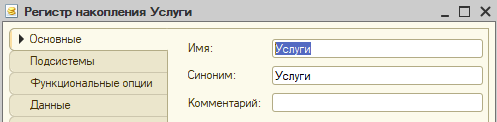 Регистр накопления Услуги
Основные
Подсистемы
Функциональные опции
Данные
Имя: Услуги
Синоним: Услуги
Комментарий: